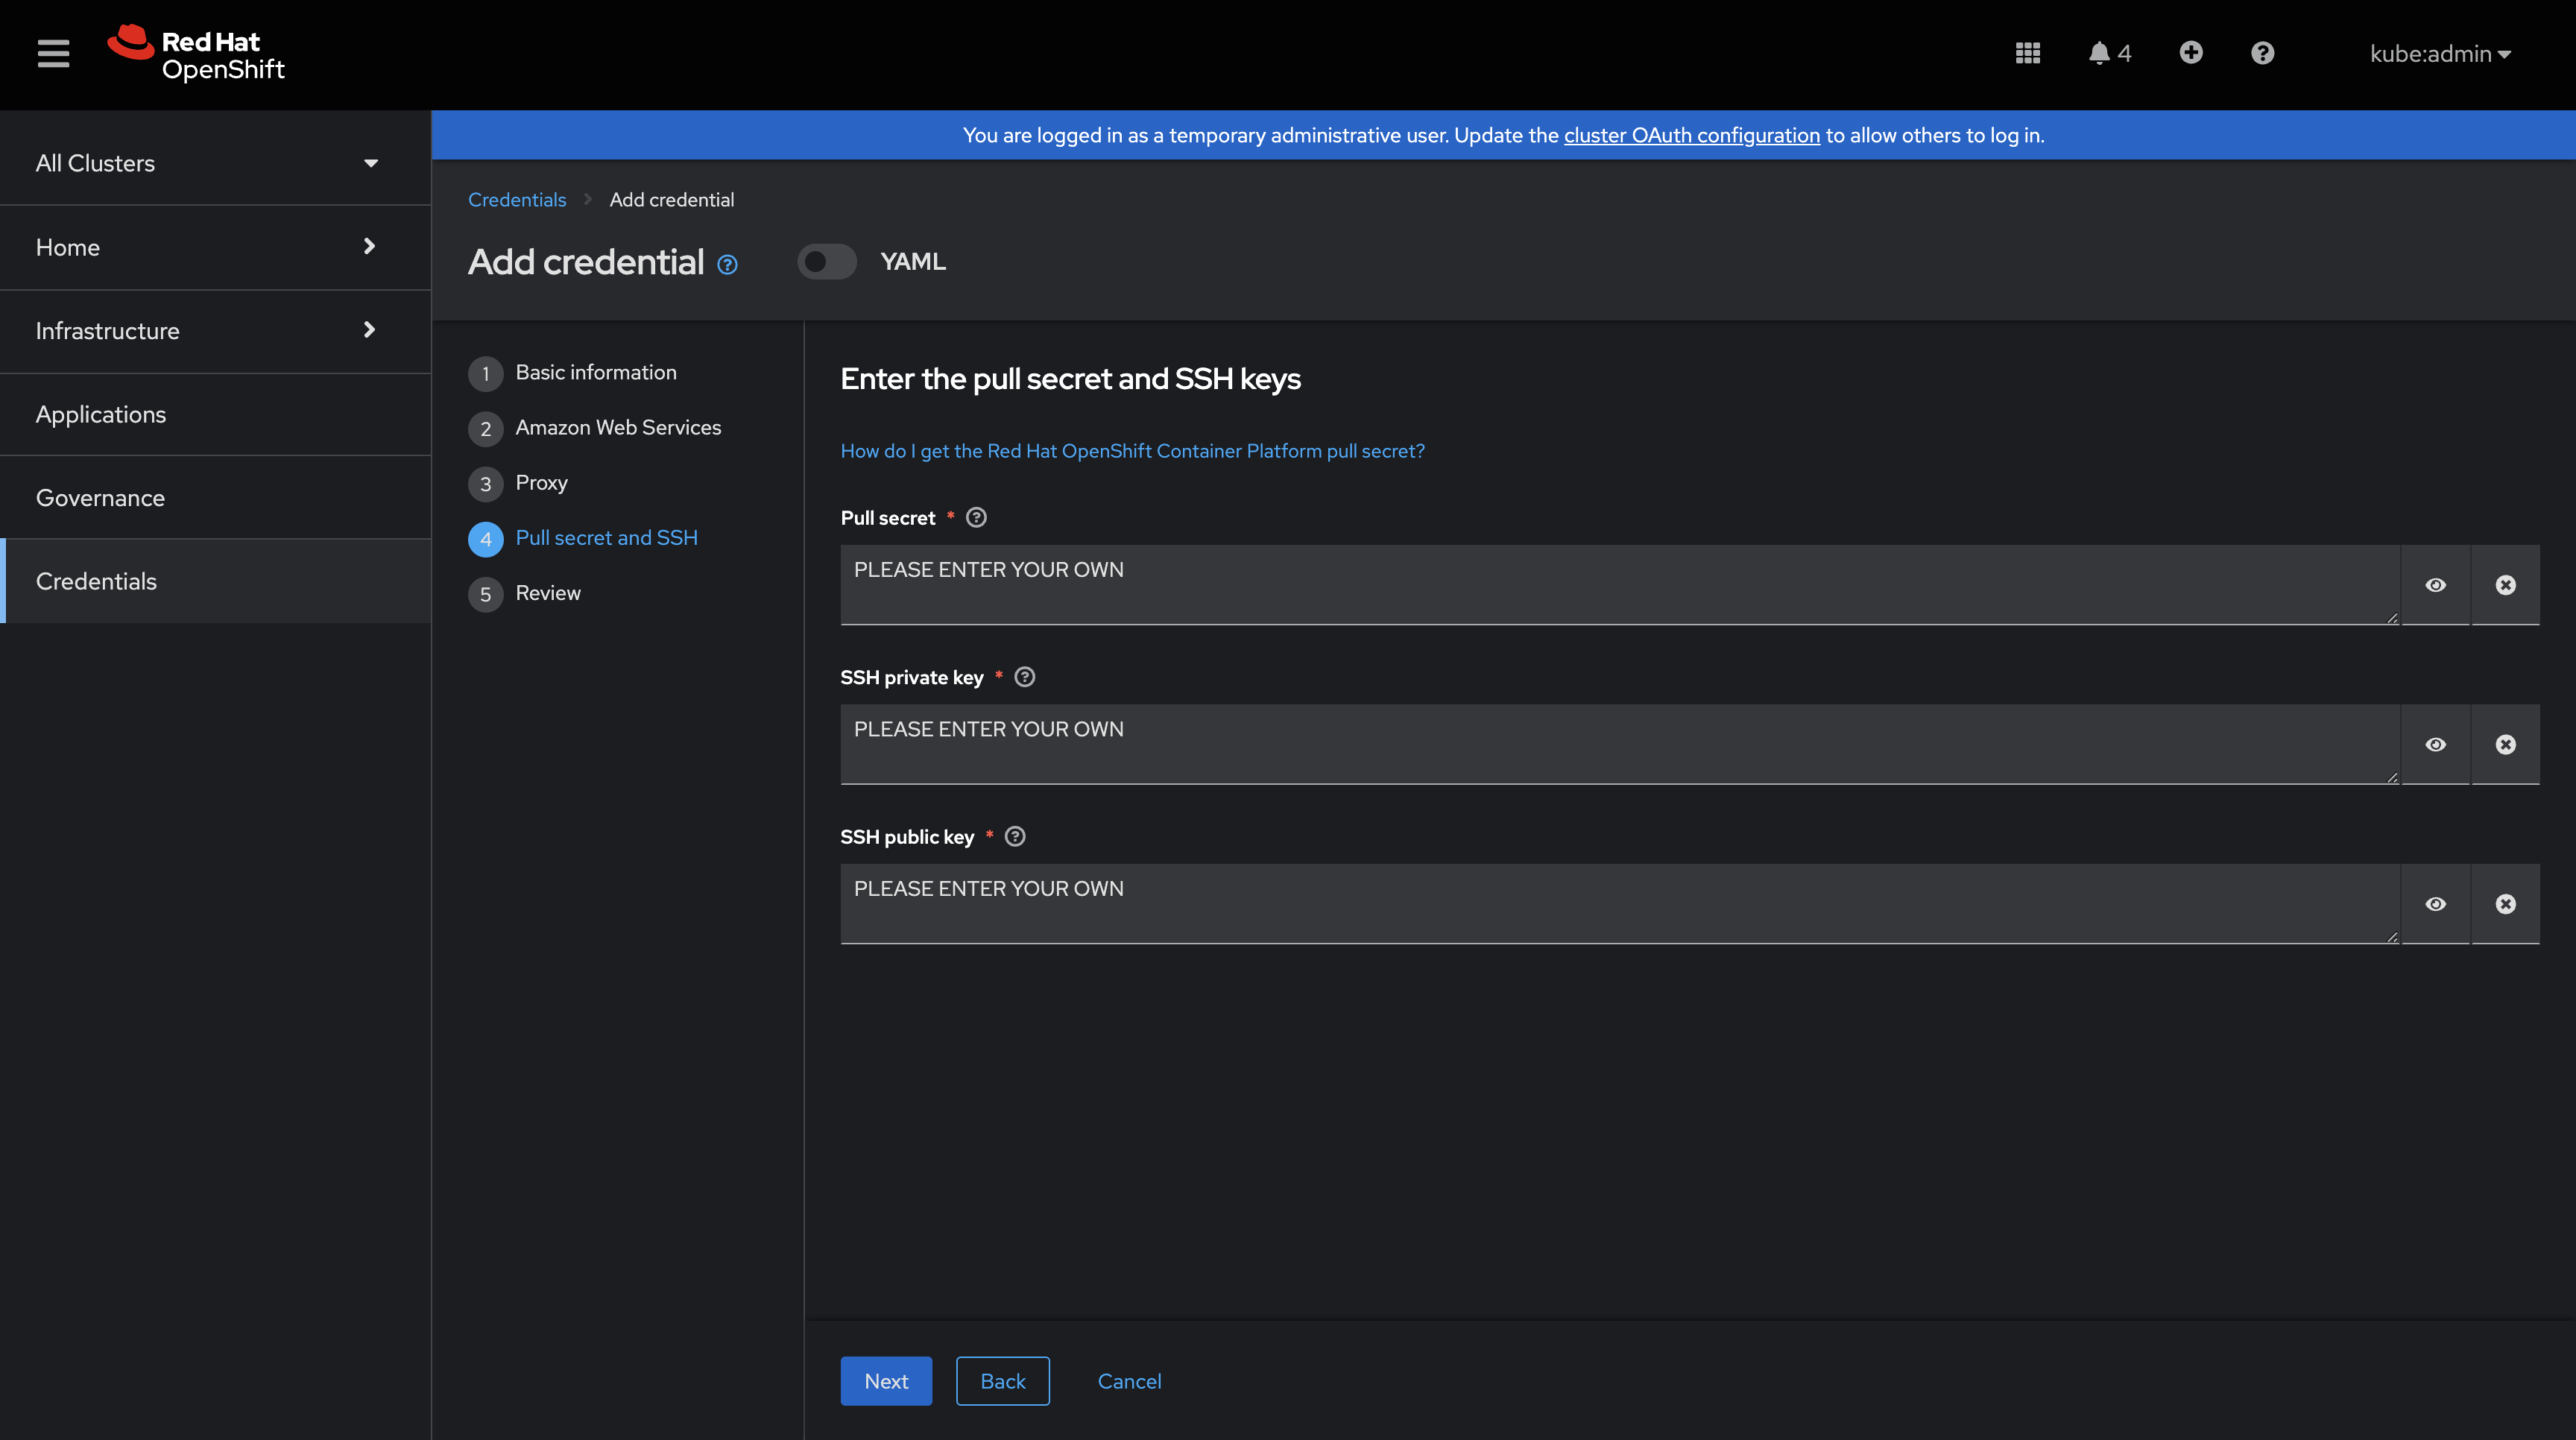 Red Hat
OpenShift
4
kube:admin
All Clusters
Home
Infrastructure
Applications
Governance
Credentials
You are logged in as a temporary administrative user. Update the cluster OAuth configuration to allow others to log in.
Credentials
Add credential
Add credential
YAML
1 Basic information
2 Amazon Web Services
3 Proxy
4 Pull secret and SSH
5 Review
Enter the pull secret and SSH keys
How do I get the Red Hat OpenShift Container Platform pull secret?
Pull secret *
PLEASE ENTER YOUR OWN
SSH private key *
PLEASE ENTER YOUR OWN
SSH public key *
PLEASE ENTER YOUR OWN
Next
Back
Cancel